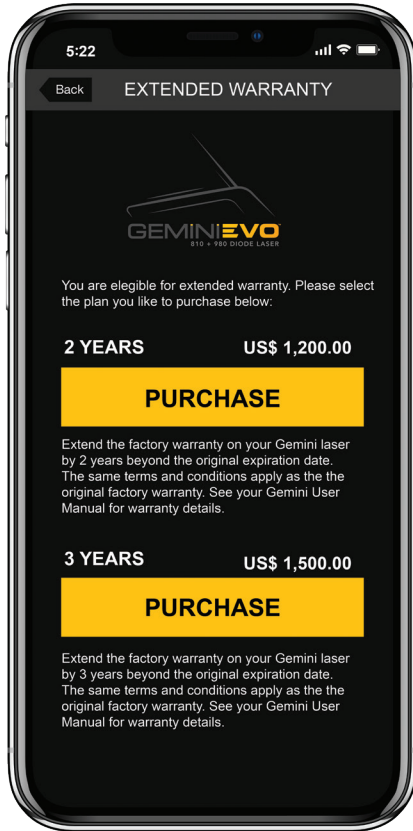 5:22
Back
EXTENDED WARRANTY
GEMINI EVO
810 + 980 DIODE LASER
You are elegible for extended warranty. Please select
the plan you like to purchase below:
2 YEARS US$ 1,200.00
PURCHASE
Extend the factory warranty on your Gemini laser
by 2 years beyond the original expiration date.
The same terms and conditions apply as the the
original factory warranty. See your Gemini User
Manual for warranty details.
3 YEARS US$ 1,500.00
PURCHASE
Extend the factory warranty on your Gemini laser
by 3 years beyond the original expiration date.
The same terms and conditions apply as the the
original factory warranty. See your Gemini User
Manual for warranty details.